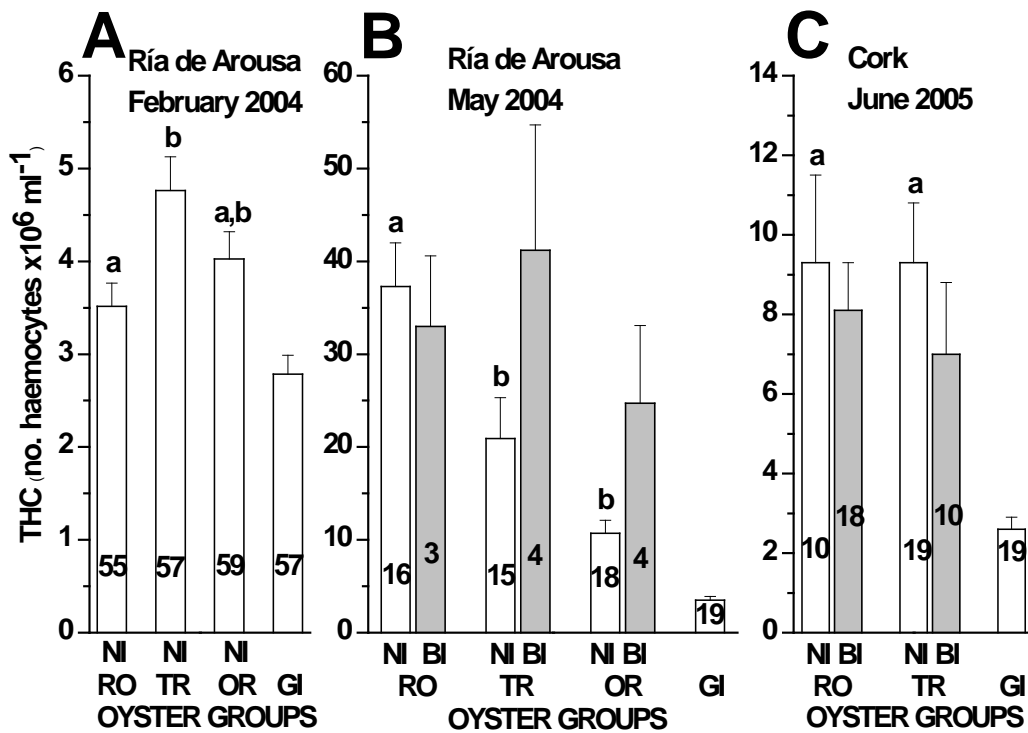 A
Ría de Arousa
February 2004
THC (no. haemocytes x10⁶ ml⁻¹)
6
5
4
3
2
1
0
a
b
a,b
55
57
59
57
NI
NI
NI
RO
TR
OR
GI
OYSTER GROUPS
B
Ría de Arousa
May 2004
60
50
40
30
20
10
0
a
b
b
16
3
15
4
18
4
19
NI BI
NI BI
NI BI
RO
TR
OR
GI
OYSTER GROUPS
C
Cork
June 2005
14
12
10
8
6
4
2
0
a
a
10
18
19
10
19
NI BI
NI BI
RO
TR
GI
OYSTER GROUPS